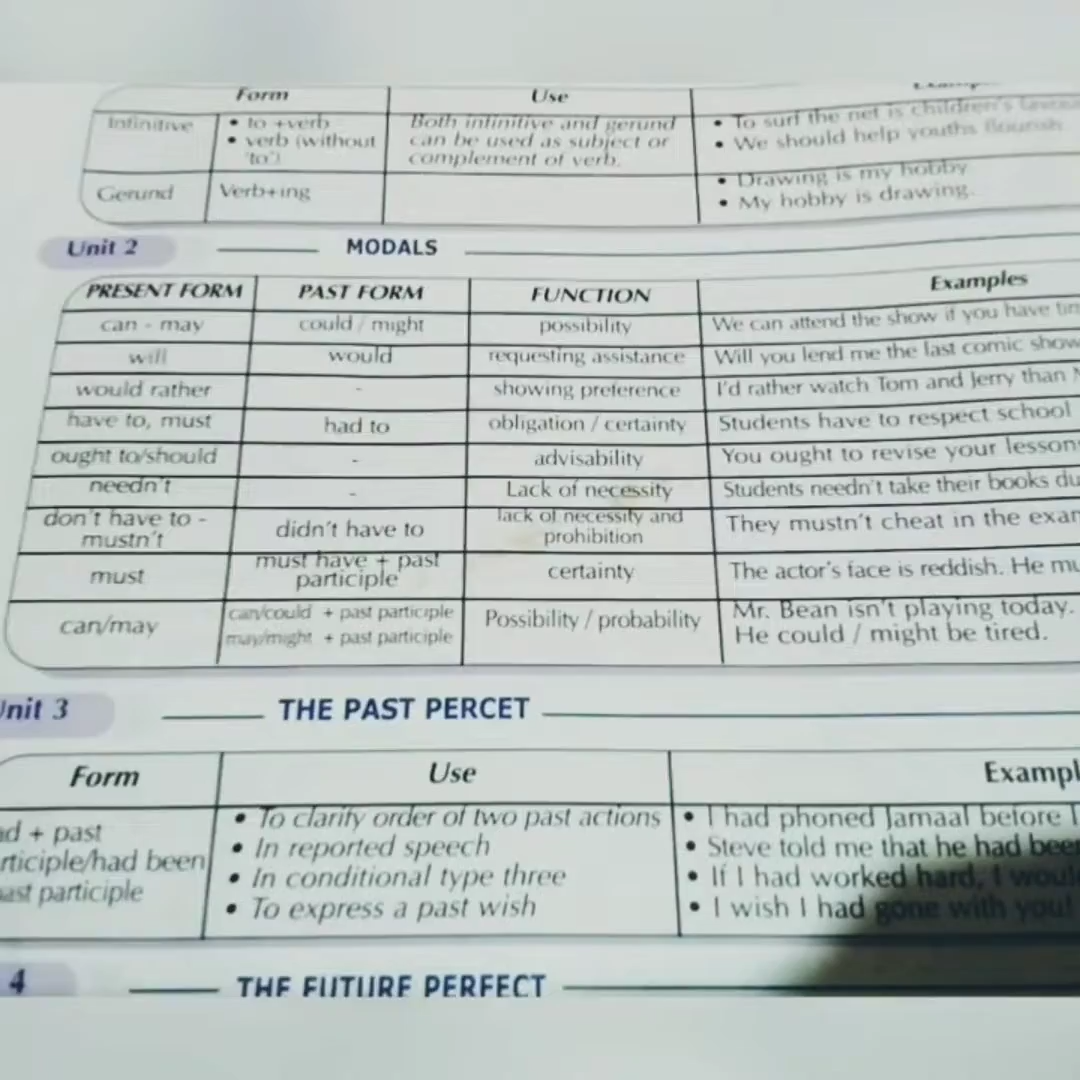 Form Use
Infinitive • to +verb Both infinitive and gerund • To surf the net is children's
• verb (without can be used as subject or • We should help youths flourish.
'to') complement of verb.
Gerund Verb+ing • Drawing is my hobby
• My hobby is drawing.
Unit 2 MODALS
PRESENT FORM PAST FORM FUNCTION Examples
can - may could / might possibility We can attend the show if you have
will would requesting assistance Will you lend me the last comic show
would rather - showing preference I'd rather watch Tom and Jerry than
have to, must had to obligation / certainty Students have to respect school
ought to/should - advisability You ought to revise your lessons
needn't - Lack of necessity Students needn't take their books
don't have to - didn't have to lack of necessity and They mustn't cheat in the
mustn't prohibition
must must have + past certainty The actor's face is reddish. He
participle
can/may can/could + past participle Possibility / probability Mr. Bean isn't playing today.
may/might + past participle He could / might be tired.
Unit 3 THE PAST PERCET
Form Use
+ past • To clarify order of two past actions • I had phoned Jamaal before
/had been • In reported speech • Steve told me that he had been
participle • In conditional type three • If I had worked hard, I
• To express a past wish • I wish I had gone with you!
4 THE FUTURE PERFECT